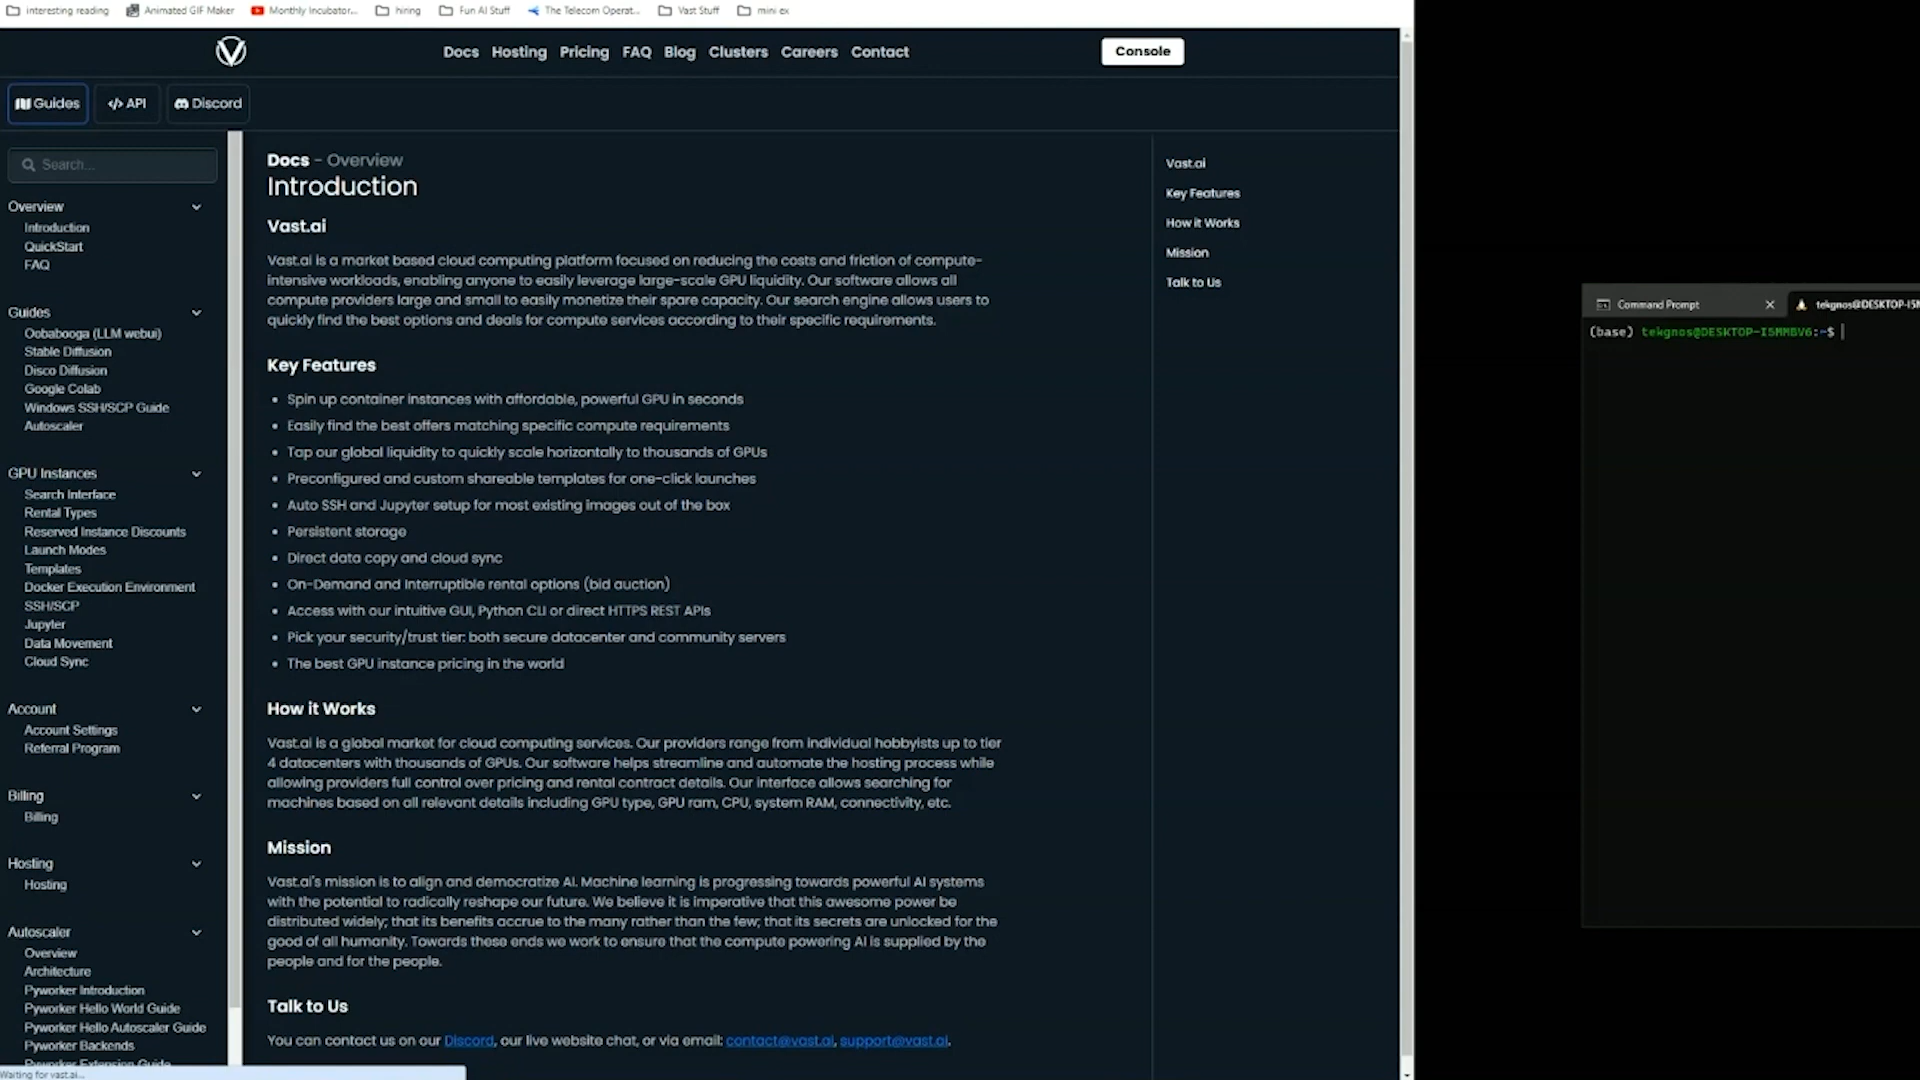 interesting reading
Animated GIF Maker
Monthly Incubator...
hiring
Fun AI Stuff
The Telecom Operat...
Vast Stuff
mini ex
Docs
Hosting
Pricing
FAQ
Blog
Clusters
Careers
Contact
Console
Guides
</> API
Discord
Search...
Overview
Introduction
QuickStart
FAQ
Guides
Oobabooga (LLM webui)
Stable Diffusion
Disco Diffusion
Google Colab
Windows SSH/SCP Guide
Autoscaler
GPU Instances
Search Interface
Rental Types
Reserved Instance Discounts
Launch Modes
Templates
Docker Execution Environment
SSH/SCP
Jupyter
Data Movement
Cloud Sync
Account
Account Settings
Referral Program
Billing
Billing
Hosting
Hosting
Autoscaler
Overview
Architecture
Pyworker Introduction
Pyworker Hello World Guide
Pyworker Hello Autoscaler Guide
Pyworker Backends
Pyworker Extension Guide
Waiting for vast.ai...
Docs - Overview
Introduction
Vast.ai
Vast.ai is a market based cloud computing platform focused on reducing the costs and friction of compute-
intensive workloads, enabling anyone to easily leverage large-scale GPU liquidity. Our software allows all
compute providers large and small to easily monetize their spare capacity. Our search engine allows users to
quickly find the best options and deals for compute services according to their specific requirements.
Key Features
• Spin up container instances with affordable, powerful GPU in seconds
• Easily find the best offers matching specific compute requirements
• Tap our global liquidity to quickly scale horizontally to thousands of GPUs
• Preconfigured and custom shareable templates for one-click launches
• Auto SSH and Jupyter setup for most existing images out of the box
• Persistent storage
• Direct data copy and cloud sync
• On-Demand and Interruptible rental options (bid auction)
• Access with our intuitive GUI, Python CLI or direct HTTPS REST APIs
• Pick your security/trust tier: both secure datacenter and community servers
• The best GPU instance pricing in the world
How it Works
Vast.ai is a global market for cloud computing services. Our providers range from individual hobbyists up to tier
4 datacenters with thousands of GPUs. Our software helps streamline and automate the hosting process while
allowing providers full control over pricing and rental contract details. Our interface allows searching for
machines based on all relevant details including GPU type, GPU ram, CPU, system RAM, connectivity, etc.
Mission
Vast.ai's mission is to align and democratize AI. Machine learning is progressing towards powerful AI systems
with the potential to radically reshape our future. We believe it is imperative that this awesome power be
distributed widely; that its benefits accrue to the many rather than the few; that its secrets are unlocked for the
good of all humanity. Towards these ends we work to ensure that the compute powering AI is supplied by the
people and for the people.
Talk to Us
You can contact us on our Discord, our live website chat, or via email: contact@vast.ai, support@vast.ai.
Vast.ai
Key Features
How it Works
Mission
Talk to Us
Command Prompt
tekgnos@DESKTOP-I5M
(base) tekgnos@DESKTOP-I5MMBV6:~$